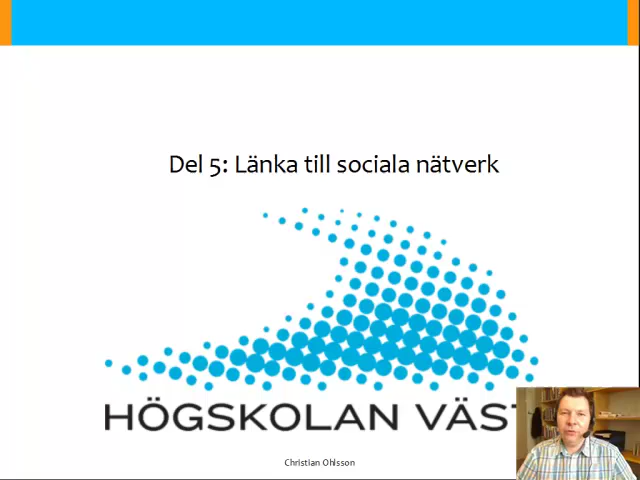 Del 5: Länka till sociala nätverk
HÖGSKOLAN VÄST
Christian Ohlsson